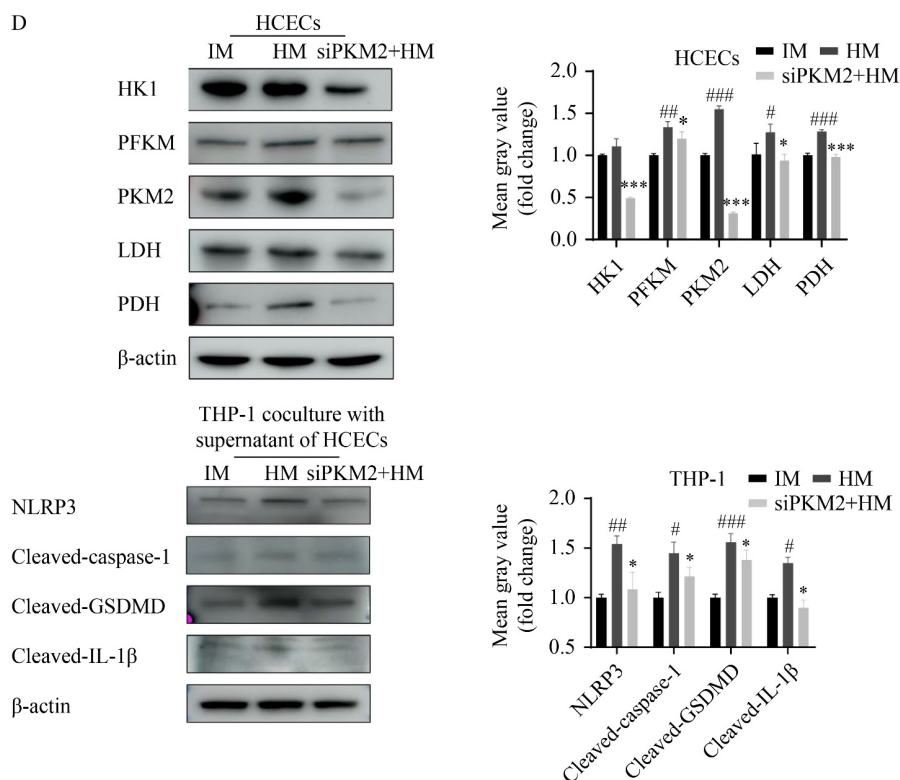 D
HCECs
IM HM siPKM2+HM
HK1
PFKM
PKM2
LDH
PDH
β-actin
HCECs
IM HM
siPKM2+HM
Mean gray value
(fold change)
2.0
1.5
1.0
0.5
0.0
***
## *
### ***
# *
### ***
HK1 PFKM PKM2 LDH PDH
THP-1 coculture with
supernatant of HCECs
IM HM siPKM2+HM
NLRP3
Cleaved-caspase-1
Cleaved-GSDMD
Cleaved-IL-1β
β-actin
THP-1
IM HM
siPKM2+HM
Mean gray value
(fold change)
2.0
1.5
1.0
0.5
## *
# *
### *
# *
NLRP3 Cleaved-caspase-1 Cleaved-GSDMD Cleaved-IL-1β